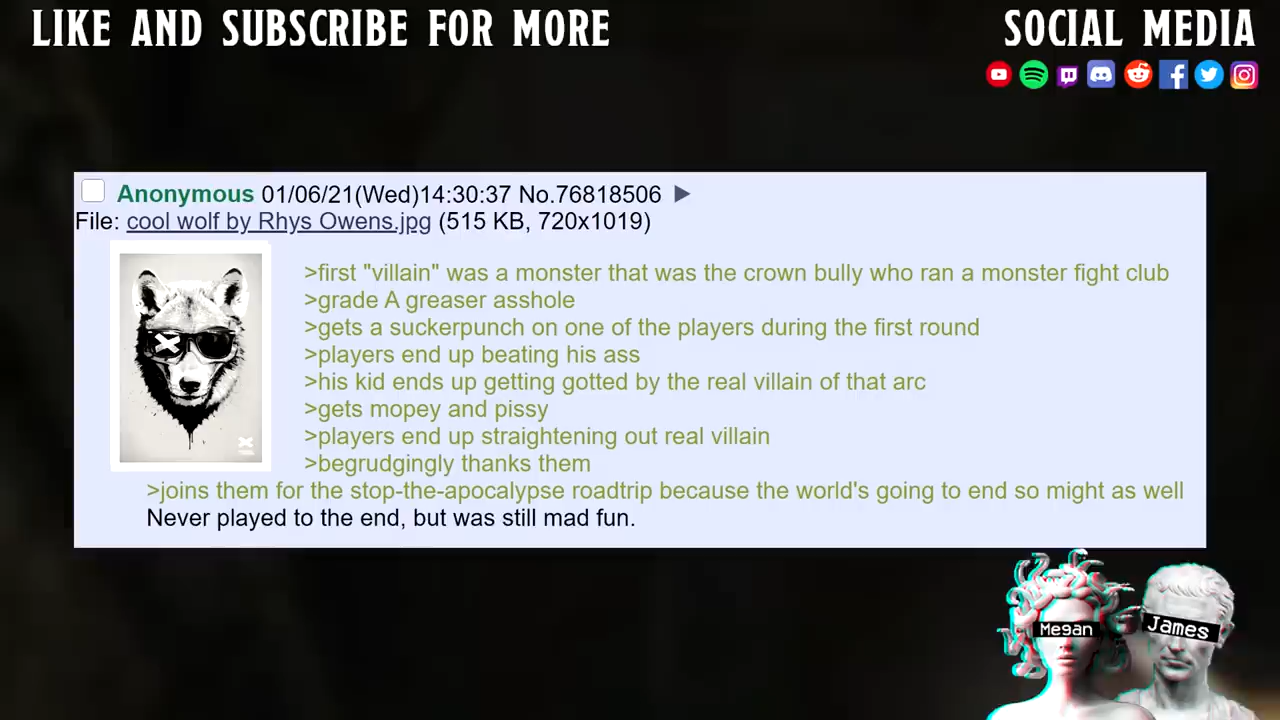 LIKE AND SUBSCRIBE FOR MORE
SOCIAL MEDIA
Anonymous 01/06/21(Wed)14:30:37 No.76818506 ▶
File: cool wolf by Rhys Owens.jpg (515 KB, 720x1019)
>first "villain" was a monster that was the crown bully who ran a monster fight club
>grade A greaser asshole
>gets a suckerpunch on one of the players during the first round
>players end up beating his ass
>his kid ends up getting gotted by the real villain of that arc
>gets mopey and pissy
>players end up straightening out real villain
>begrudgingly thanks them
>joins them for the stop-the-apocalypse roadtrip because the world's going to end so might as well
Never played to the end, but was still mad fun.
Megan
James